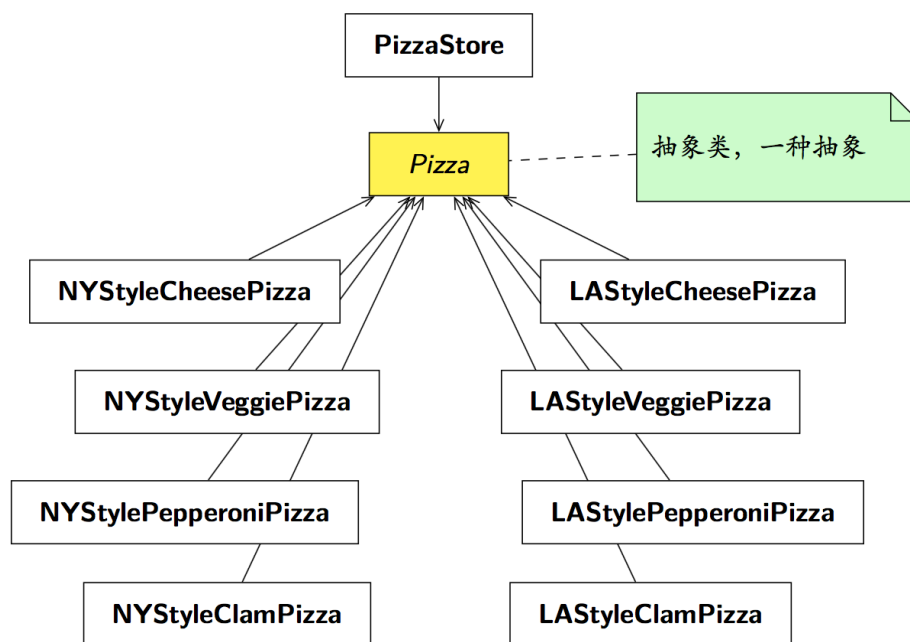 PizzaStore
Pizza
抽象类，一种抽象
NYStyleCheesePizza
LAStyleCheesePizza
NYStyleVeggiePizza
LAStyleVeggiePizza
NYStylePepperoniPizza
LAStylePepperoniPizza
NYStyleClamPizza
LAStyleClamPizza